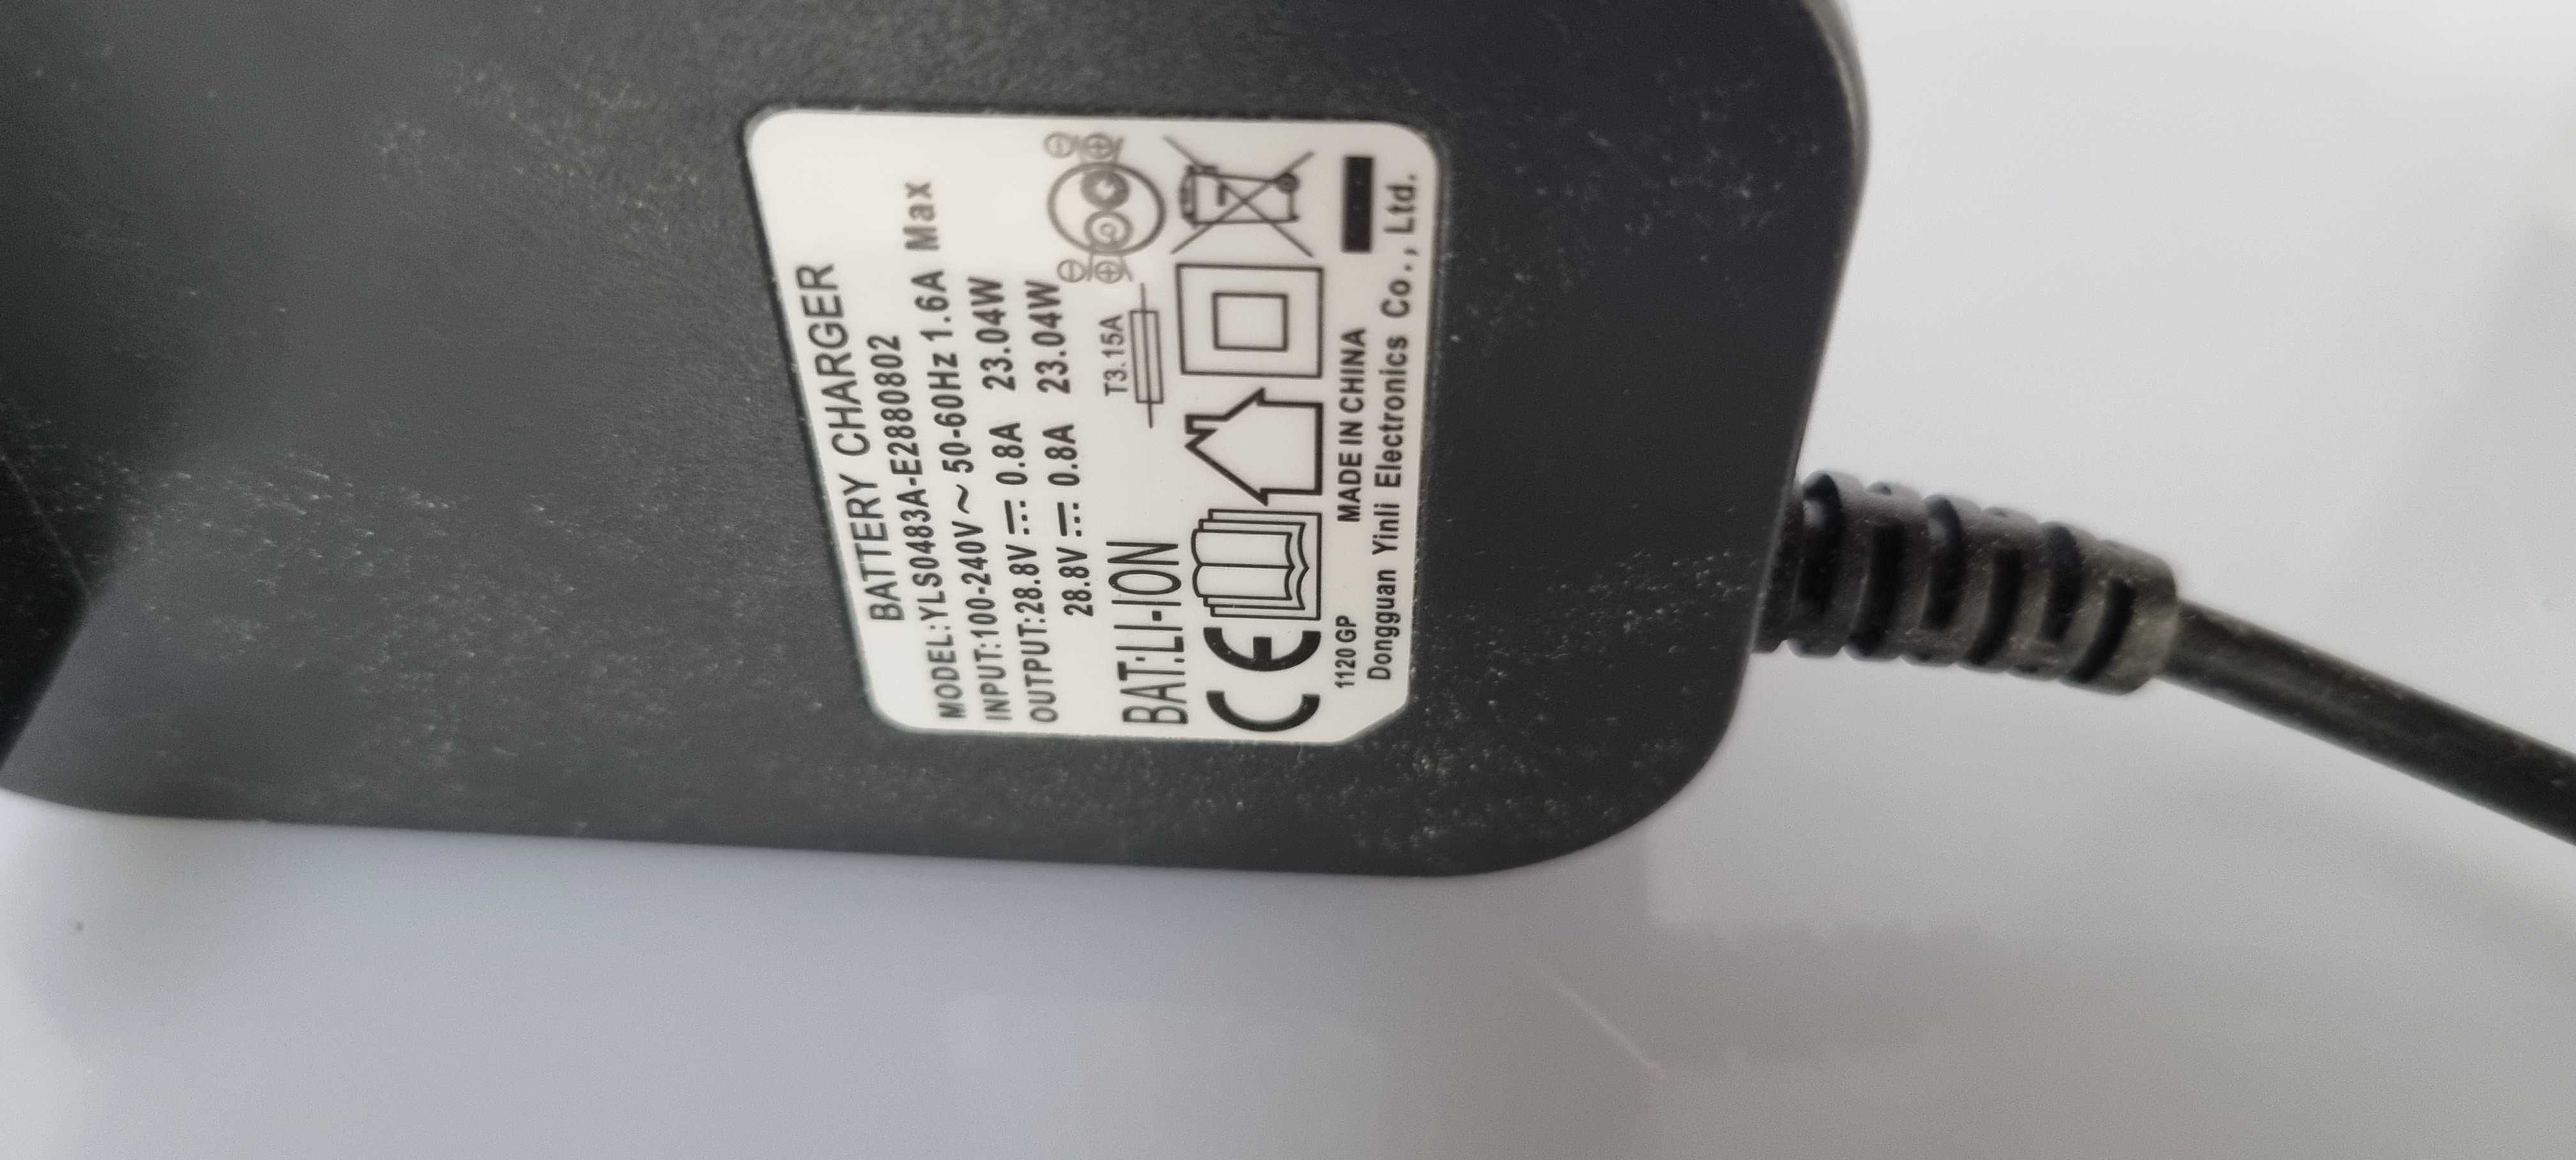 BATTERY CHARGER
MODEL:YLS0483A-E2880802
INPUT:100-240V～50-60Hz 1.6A Max
OUTPUT:28.8V⎓0.8A 23.04W
28.8V⎓0.8A 23.04W
T3.15A
BAT:LI-ION
CE
1120 GP MADE IN CHINA
Dongguan Yinli Electronics Co., Ltd.